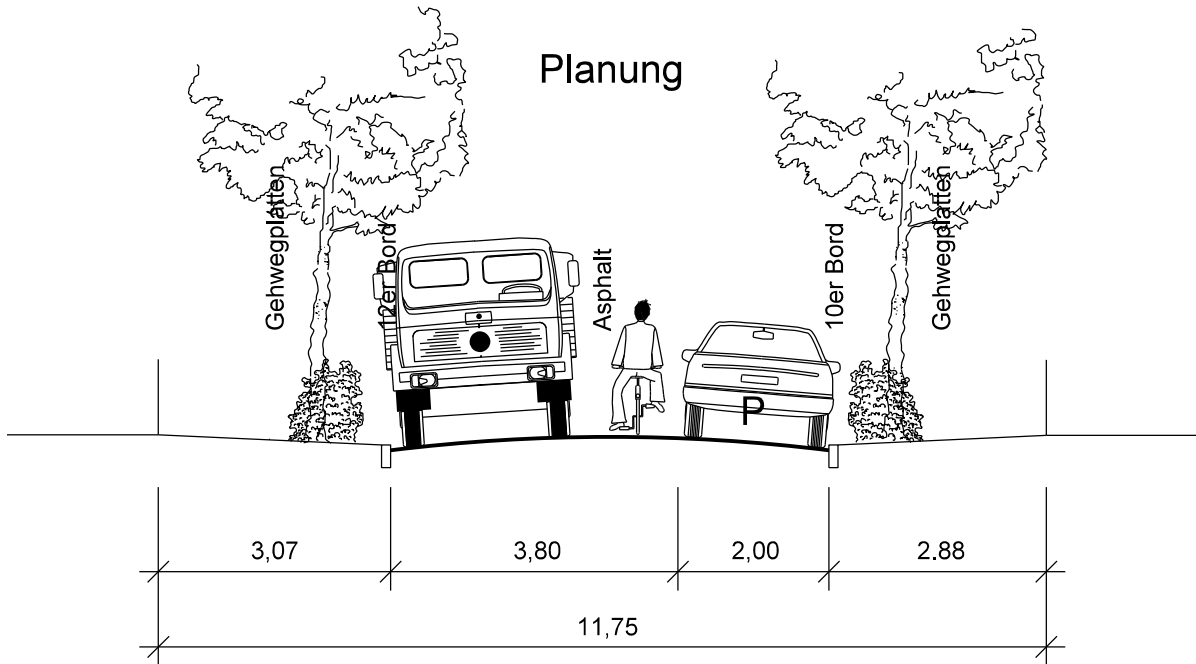 Planung
Gehwegplatten
12er Bord
Asphalt
10er Bord
Gehwegplatten
P
3,07
3,80
2,00
2.88
11,75